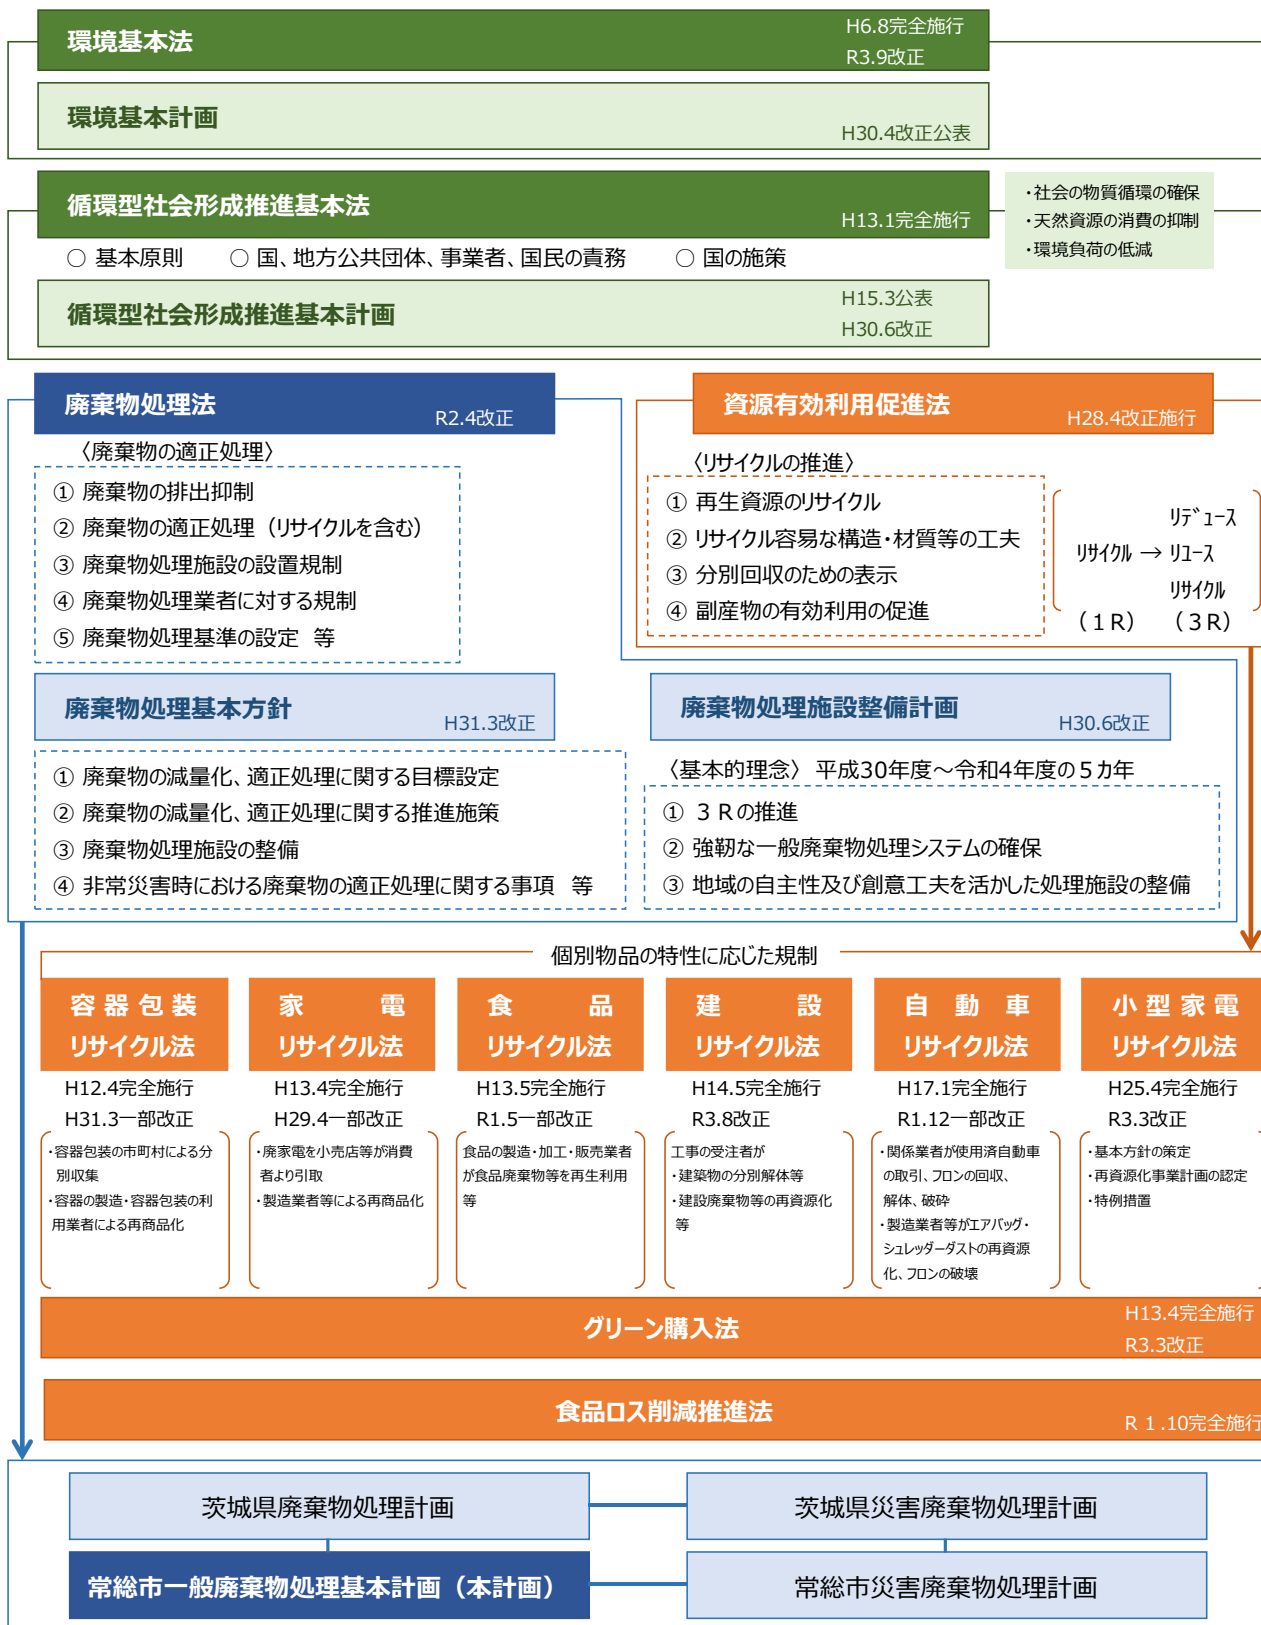 環境基本法
H6.8完全施行
R3.9改正
環境基本計画
H30.4改正公表
循環型社会形成推進基本法
H13.1完全施行
・社会の物質循環の確保
・天然資源の消費の抑制
・環境負荷の低減
○ 基本原則　○ 国、地方公共団体、事業者、国民の責務　○ 国の施策
循環型社会形成推進基本計画
H15.3公表
H30.6改正
廃棄物処理法
R2.4改正
〈廃棄物の適正処理〉
① 廃棄物の排出抑制
② 廃棄物の適正処理（リサイクルを含む）
③ 廃棄物処理施設の設置規制
④ 廃棄物処理業者に対する規制
⑤ 廃棄物処理基準の設定 等
資源有効利用促進法
H28.4改正施行
〈リサイクルの推進〉
① 再生資源のリサイクル
② リサイクル容易な構造・材質等の工夫
③ 分別回収のための表示
④ 副産物の有効利用の促進
ﾘﾃﾞｭｰｽ
ﾘｻｲｸﾙ → ﾘﾕｰｽ
ﾘｻｲｸﾙ
（１R）（３R）
廃棄物処理基本方針
H31.3改正
① 廃棄物の減量化、適正処理に関する目標設定
② 廃棄物の減量化、適正処理に関する推進施策
③ 廃棄物処理施設の整備
④ 非常災害時における廃棄物の適正処理に関する事項 等
廃棄物処理施設整備計画
H30.6改正
〈基本的理念〉 平成30年度～令和4年度の５カ年
① ３Ｒの推進
② 強靭な一般廃棄物処理システムの確保
③ 地域の自主性及び創意工夫を活かした処理施設の整備
個別物品の特性に応じた規制
容器包装
リサイクル法
H12.4完全施行
H31.3一部改正
・容器包装の市町村による分
別収集
・容器の製造・容器包装の利
用業者による再商品化
家電
リサイクル法
H13.4完全施行
H29.4一部改正
・廃家電を小売店等が消費
者より引取
・製造業者等による再商品化
食品
リサイクル法
H13.5完全施行
R1.5一部改正
食品の製造・加工・販売業者
が食品廃棄物等を再生利用
等
建設
リサイクル法
H14.5完全施行
R3.8改正
工事の受注者が
・建築物の分別解体等
・建設廃棄物等の再資源化
等
自動車
リサイクル法
H17.1完全施行
R1.12一部改正
・関係業者が使用済自動車
の取引、フロンの回収、
解体、破砕
・製造業者等がエアバッグ・
シュレッダーダストの再資源
化、フロンの破壊
小型家電
リサイクル法
H25.4完全施行
R3.3改正
・基本方針の策定
・再資源化事業計画の認定
・特例措置
グリーン購入法
H13.4完全施行
R3.3改正
食品ロス削減推進法
R１.10完全施行
茨城県廃棄物処理計画
茨城県災害廃棄物処理計画
常総市一般廃棄物処理基本計画（本計画）
常総市災害廃棄物処理計画